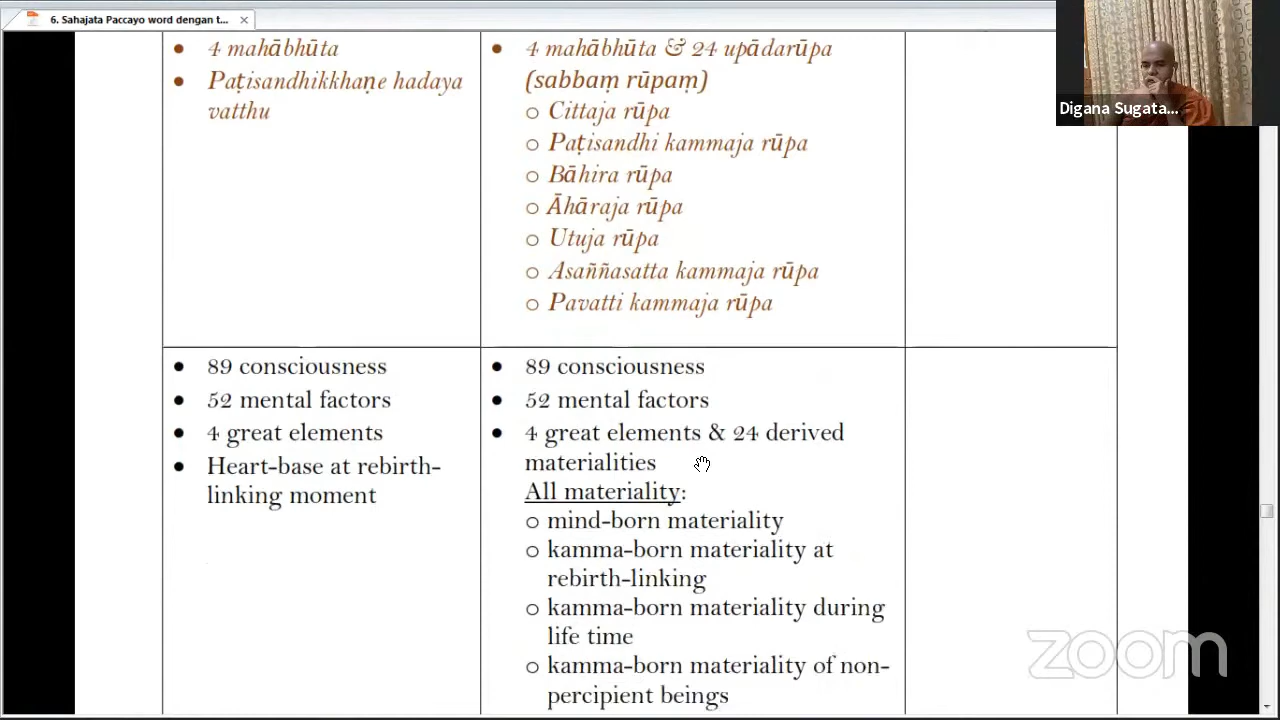 6. Sahajata Paccayo word dengan t...
Digana Sugata...
• 4 mahābhūta
• Paṭisandhikkhaṇe hadaya
vatthu
• 4 mahābhūta & 24 upādarūpa
(sabbaṃ rūpaṃ)
o Cittaja rūpa
o Paṭisandhi kammaja rūpa
o Bāhira rūpa
o Āhāraja rūpa
o Utuja rūpa
o Asaññasatta kammaja rūpa
o Pavatti kammaja rūpa
• 89 consciousness
• 52 mental factors
• 4 great elements
• Heart-base at rebirth-
linking moment
• 89 consciousness
• 52 mental factors
• 4 great elements & 24 derived
materialities
All materiality:
o mind-born materiality
o kamma-born materiality at
rebirth-linking
o kamma-born materiality during
life time
o kamma-born materiality of non-
percipient beings
zoom